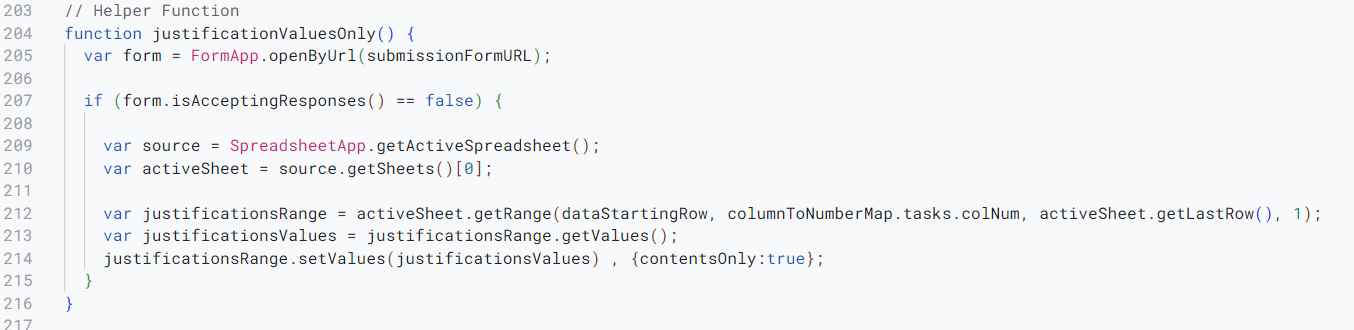 203 // Helper Function
204 function justificationValuesOnly() {
205 var form = FormApp.openByUrl(submissionFormURL);
206
207 if (form.isAcceptingResponses() == false) {
208
209 var source = SpreadsheetApp.getActiveSpreadsheet();
210 var activeSheet = source.getSheets()[0];
211
212 var justificationsRange = activeSheet.getRange(dataStartingRow, columnToNumberMap.tasks.colNum, activeSheet.getLastRow(), 1);
213 var justificationsValues = justificationsRange.getValues();
214 justificationsRange.setValues(justificationsValues) , {contentsOnly:true};
215 }
216 }
217